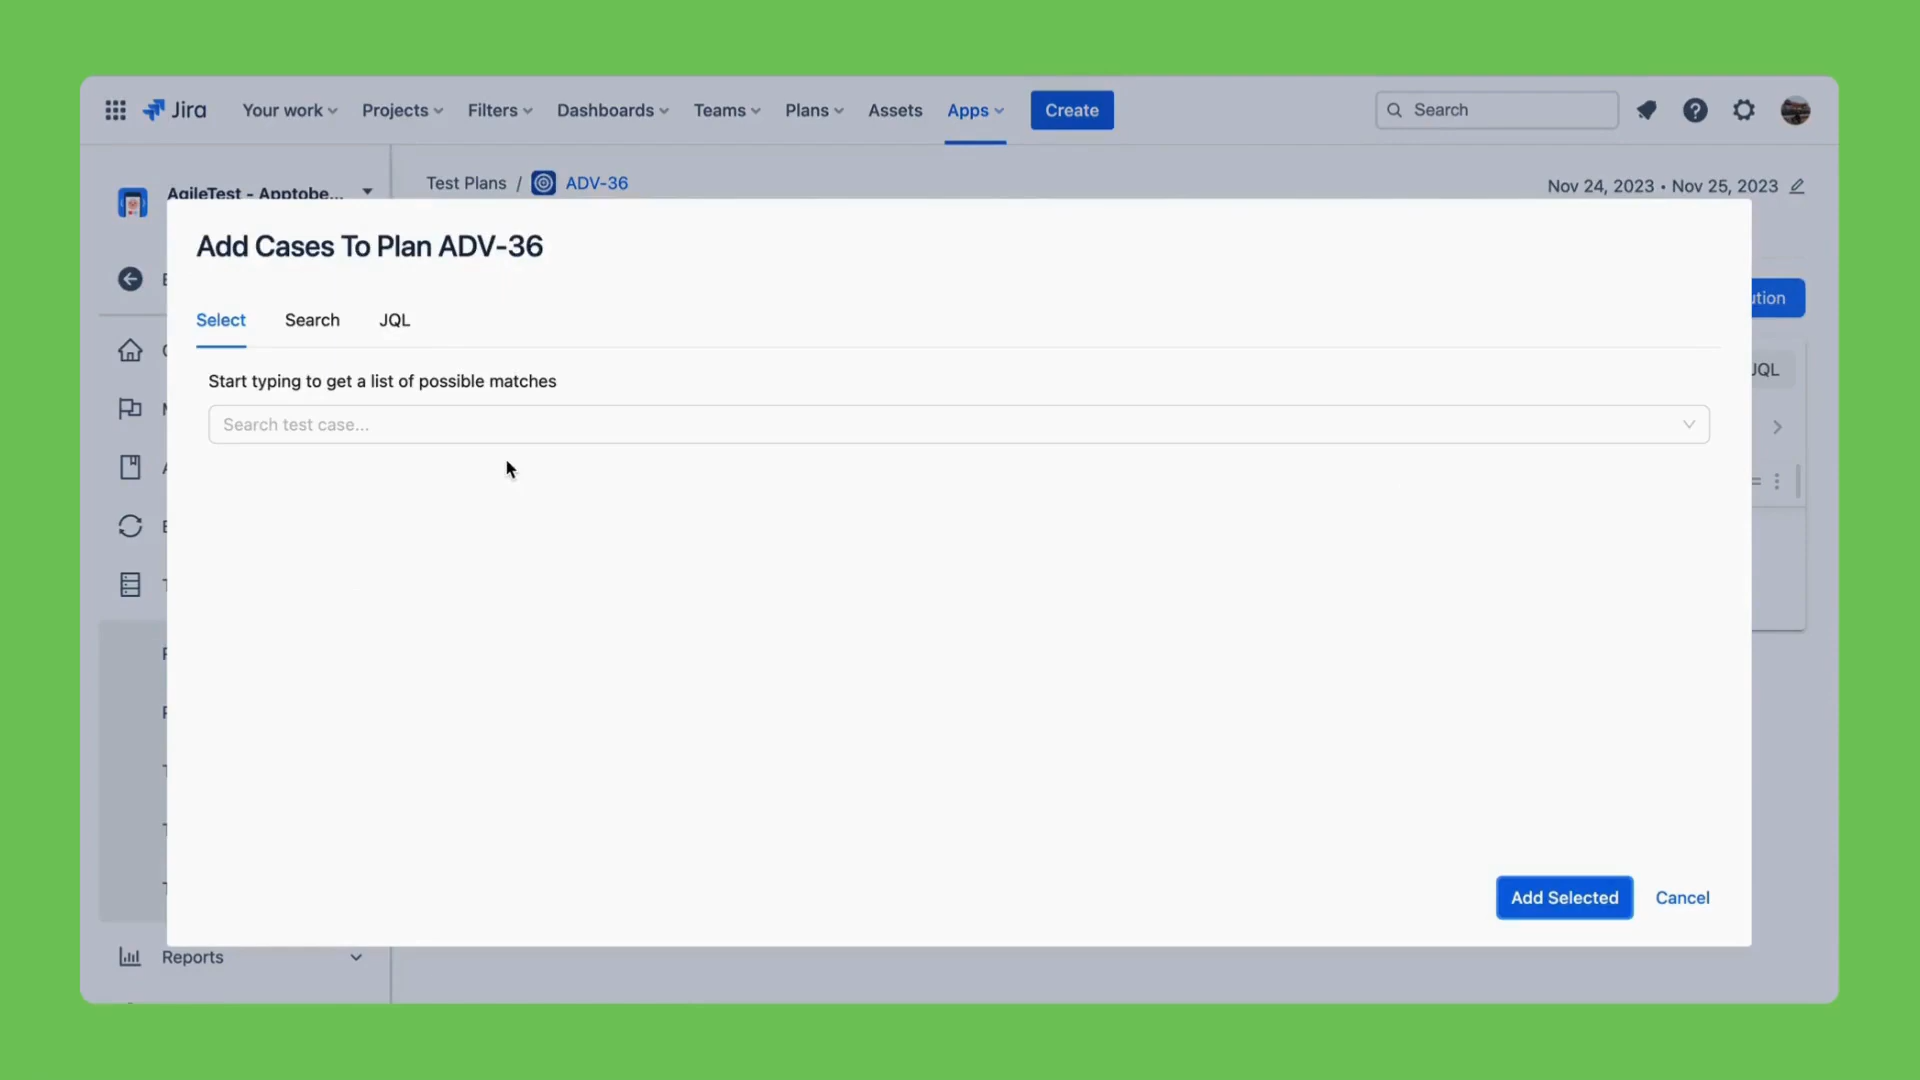 Jira Your work Projects Filters Dashboards Teams Plans Assets Apps Create Search
AgileTest - Apptobe...
Test Plans / ADV-36
Nov 24, 2023 • Nov 25, 2023
Add Cases To Plan ADV-36
Select Search JQL
Start typing to get a list of possible matches
Search test case...
JQL
Add Selected Cancel
Reports